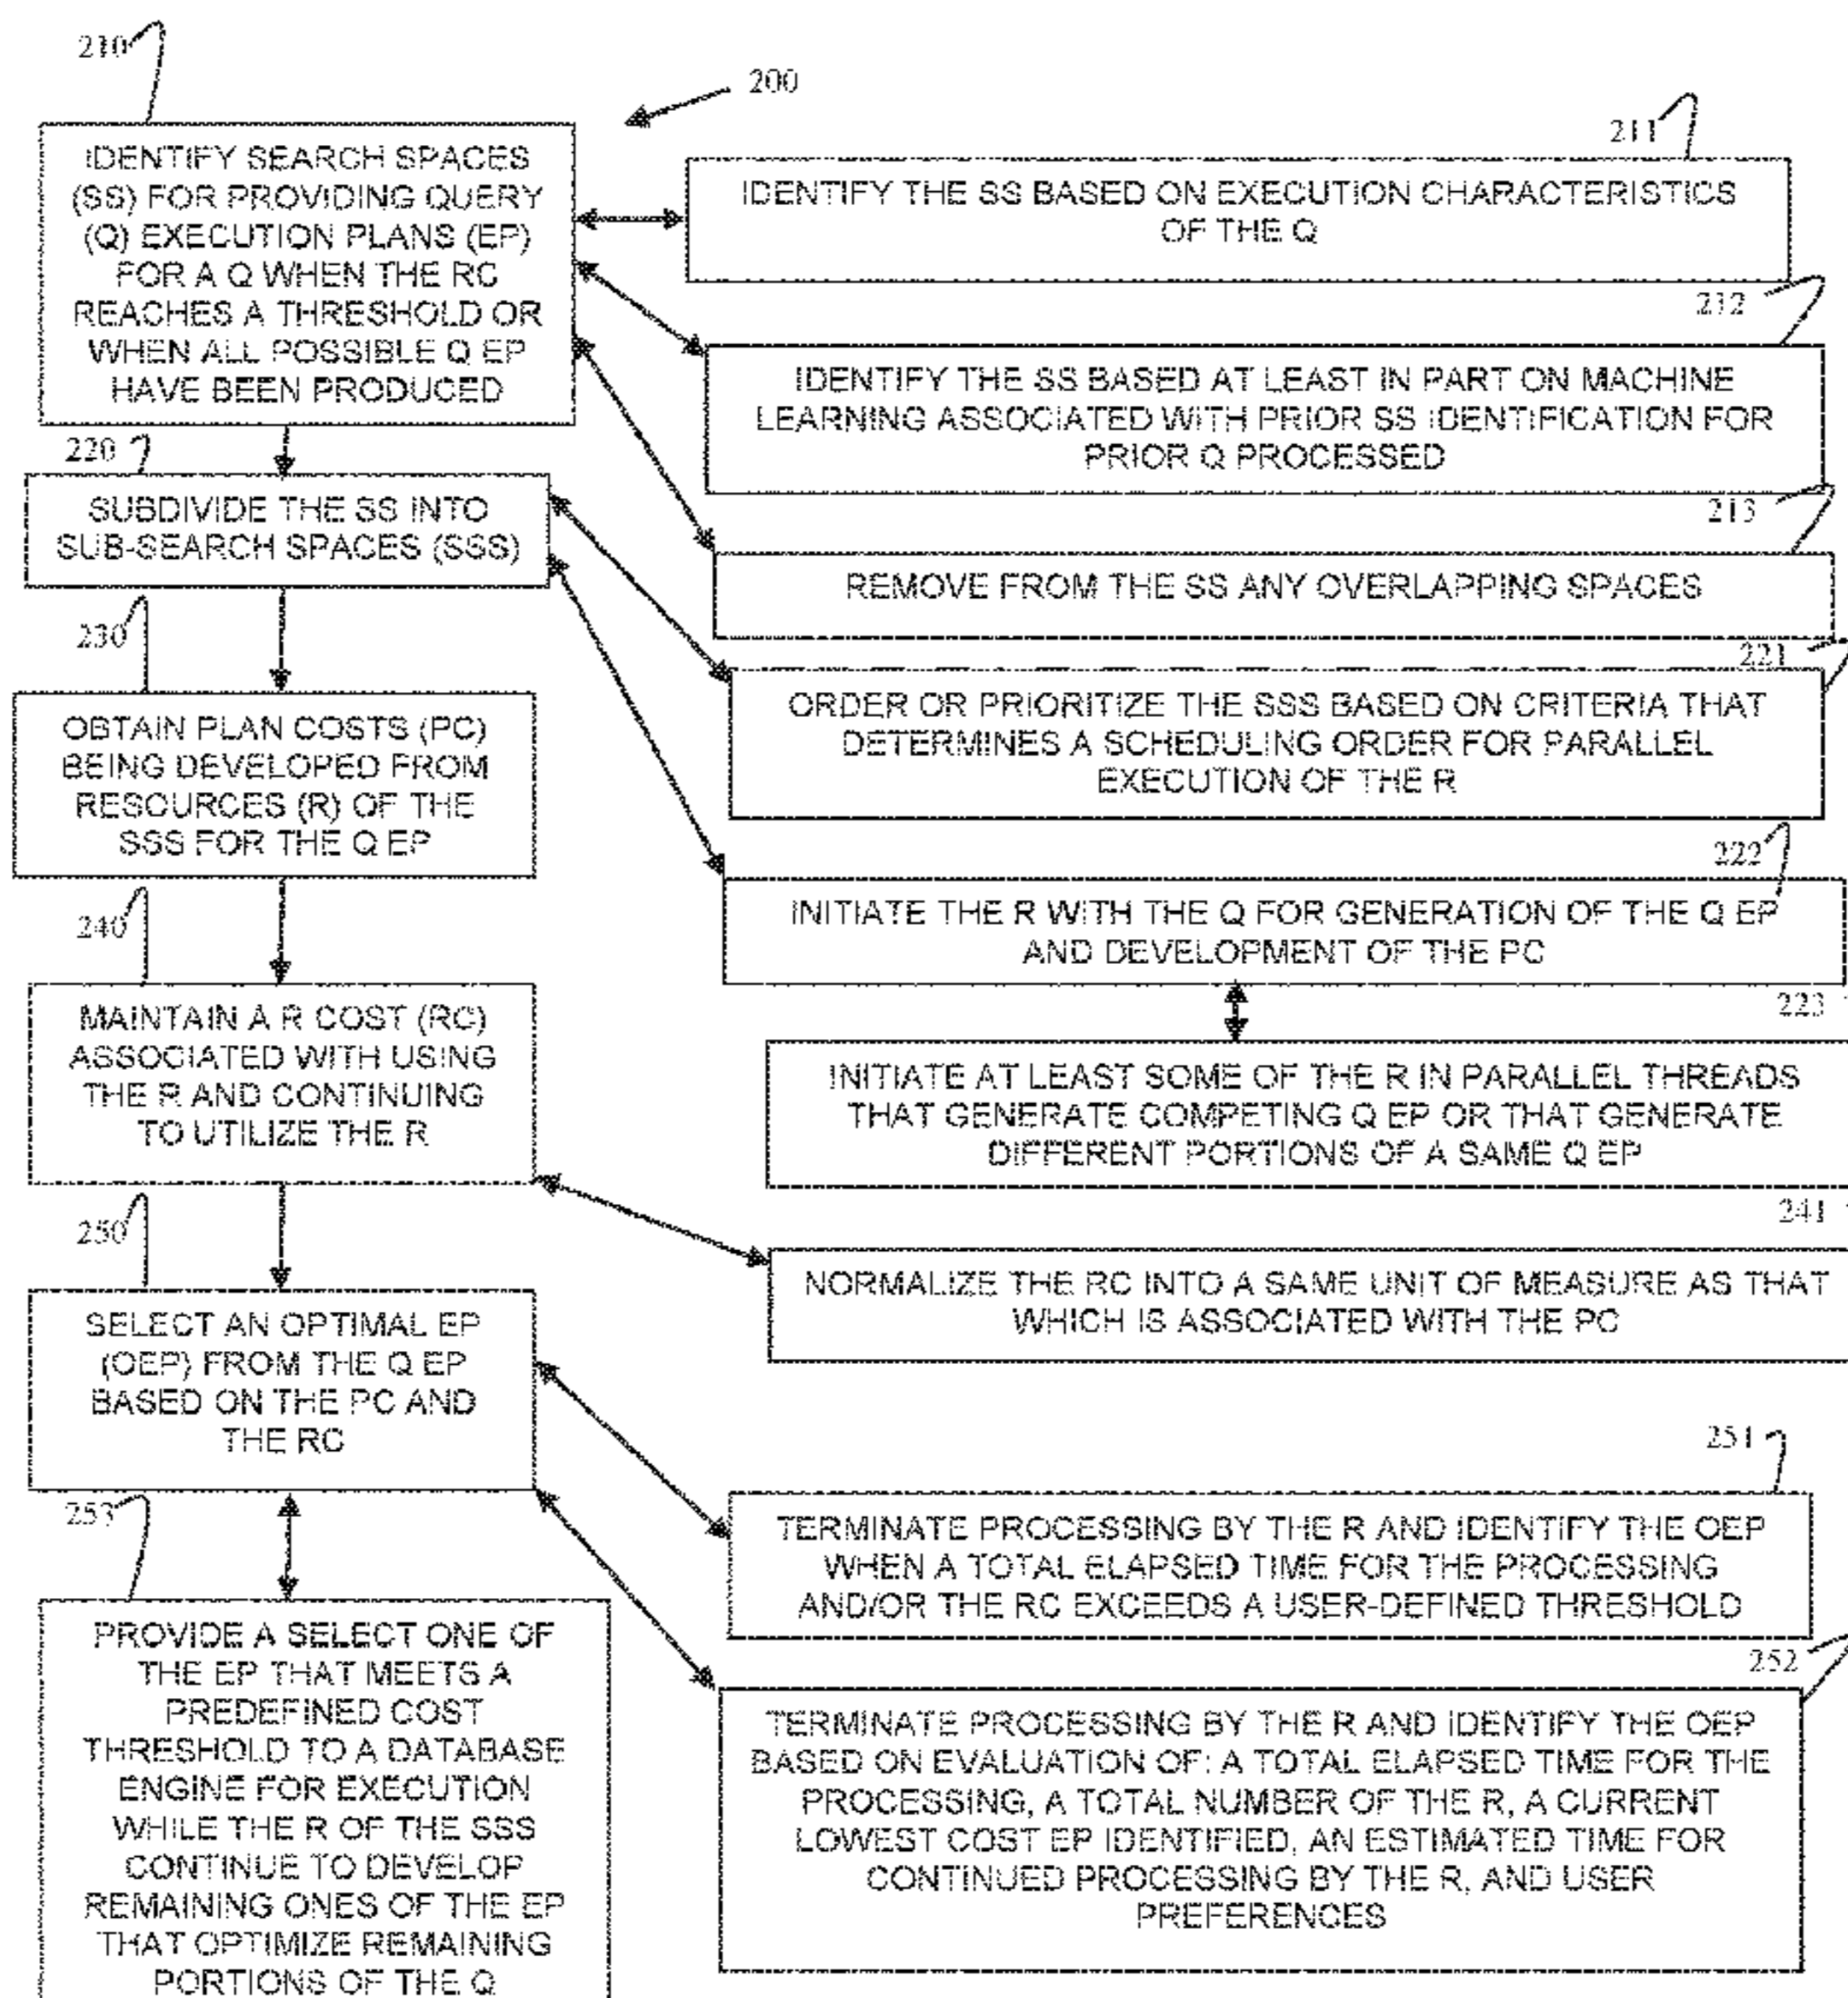 210
200
IDENTIFY SEARCH SPACES
(SS) FOR PROVIDING QUERY
(Q) EXECUTION PLANS (EP)
FOR A Q WHEN THE RC
REACHES A THRESHOLD OR
WHEN ALL POSSIBLE Q EP
HAVE BEEN PRODUCED
211
IDENTIFY THE SS BASED ON EXECUTION CHARACTERISTICS
OF THE Q
212
IDENTIFY THE SS BASED AT LEAST IN PART ON MACHINE
LEARNING ASSOCIATED WITH PRIOR SS IDENTIFICATION FOR
PRIOR Q PROCESSED
213
REMOVE FROM THE SS ANY OVERLAPPING SPACES
220
SUBDIVIDE THE SS INTO
SUB-SEARCH SPACES (SSS)
221
ORDER OR PRIORITIZE THE SSS BASED ON CRITERIA THAT
DETERMINES A SCHEDULING ORDER FOR PARALLEL
EXECUTION OF THE R
222
INITIATE THE R WITH THE Q FOR GENERATION OF THE Q EP
AND DEVELOPMENT OF THE PC
223
INITIATE AT LEAST SOME OF THE R IN PARALLEL THREADS
THAT GENERATE COMPETING Q EP OR THAT GENERATE
DIFFERENT PORTIONS OF A SAME Q EP
230
OBTAIN PLAN COSTS (PC)
BEING DEVELOPED FROM
RESOURCES (R) OF THE
SSS FOR THE Q EP
240
MAINTAIN A R COST (RC)
ASSOCIATED WITH USING
THE R AND CONTINUING
TO UTILIZE THE R
241
NORMALIZE THE RC INTO A SAME UNIT OF MEASURE AS THAT
WHICH IS ASSOCIATED WITH THE PC
250
SELECT AN OPTIMAL EP
(OEP) FROM THE Q EP
BASED ON THE PC AND
THE RC
251
TERMINATE PROCESSING BY THE R AND IDENTIFY THE OEP
WHEN A TOTAL ELAPSED TIME FOR THE PROCESSING
AND/OR THE RC EXCEEDS A USER-DEFINED THRESHOLD
252
TERMINATE PROCESSING BY THE R AND IDENTIFY THE OEP
BASED ON EVALUATION OF: A TOTAL ELAPSED TIME FOR THE
PROCESSING, A TOTAL NUMBER OF THE R, A CURRENT
LOWEST COST EP IDENTIFIED, AN ESTIMATED TIME FOR
CONTINUED PROCESSING BY THE R, AND USER
PREFERENCES
253
PROVIDE A SELECT ONE OF
THE EP THAT MEETS A
PREDEFINED COST
THRESHOLD TO A DATABASE
ENGINE FOR EXECUTION
WHILE THE R OF THE SSS
CONTINUE TO DEVELOP
REMAINING ONES OF THE EP
THAT OPTIMIZE REMAINING
PORTIONS OF THE Q